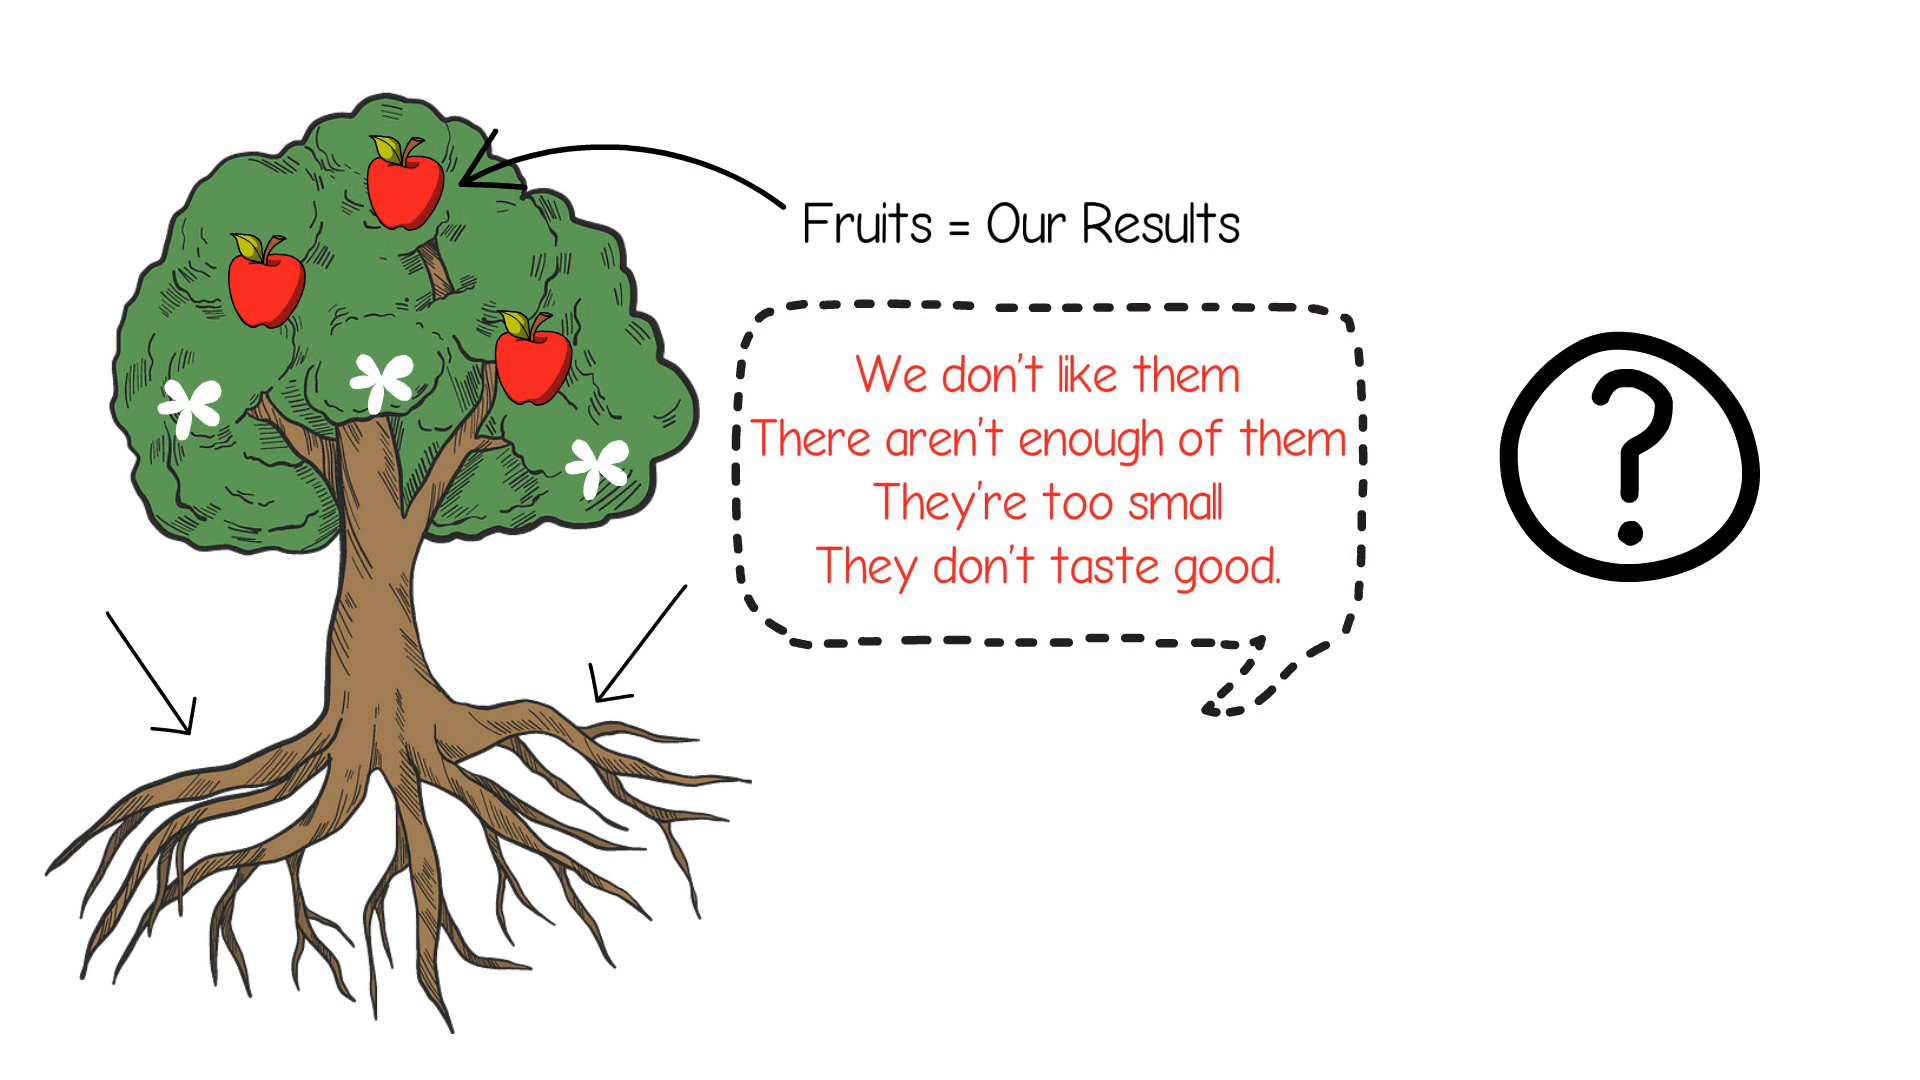 Fruits = Our Results
We don't like them
There aren't enough of them
They're too small
They don't taste good.
?